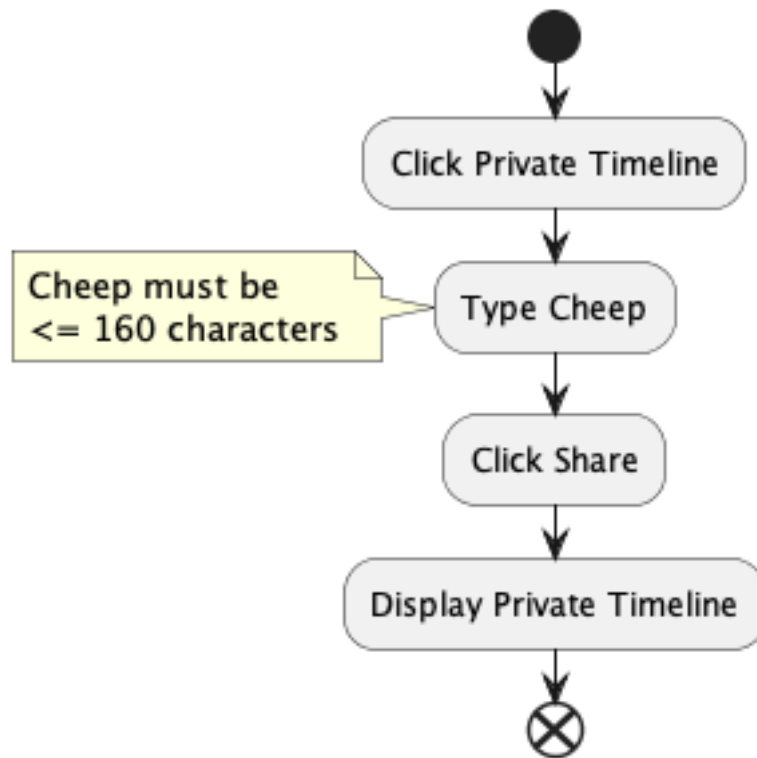 Click Private Timeline
Cheep must be
<= 160 characters
Type Cheep
Click Share
Display Private Timeline